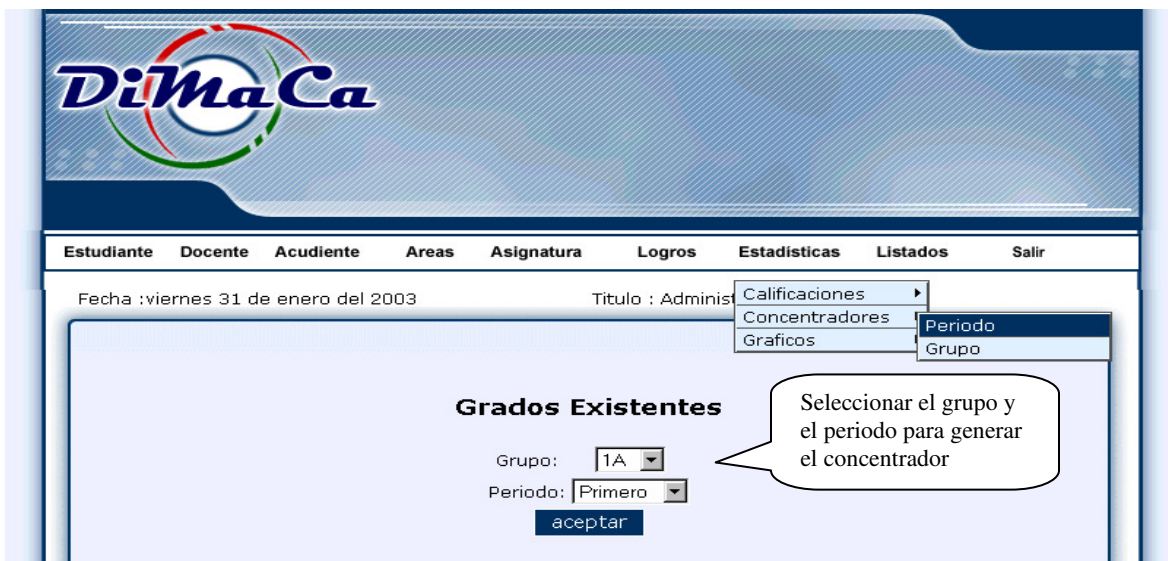 DiMaCa
Estudiante Docente Acudiente Areas Asignatura Logros Estadísticas Listados Salir
Fecha :viernes 31 de enero del 2003 Titulo : Adminis
Calificaciones
Concentradores
Graficos
Periodo
Grupo
Grados Existentes
Grupo: 1A
Periodo: Primero
aceptar
Seleccionar el grupo y
el periodo para generar
el concentrador